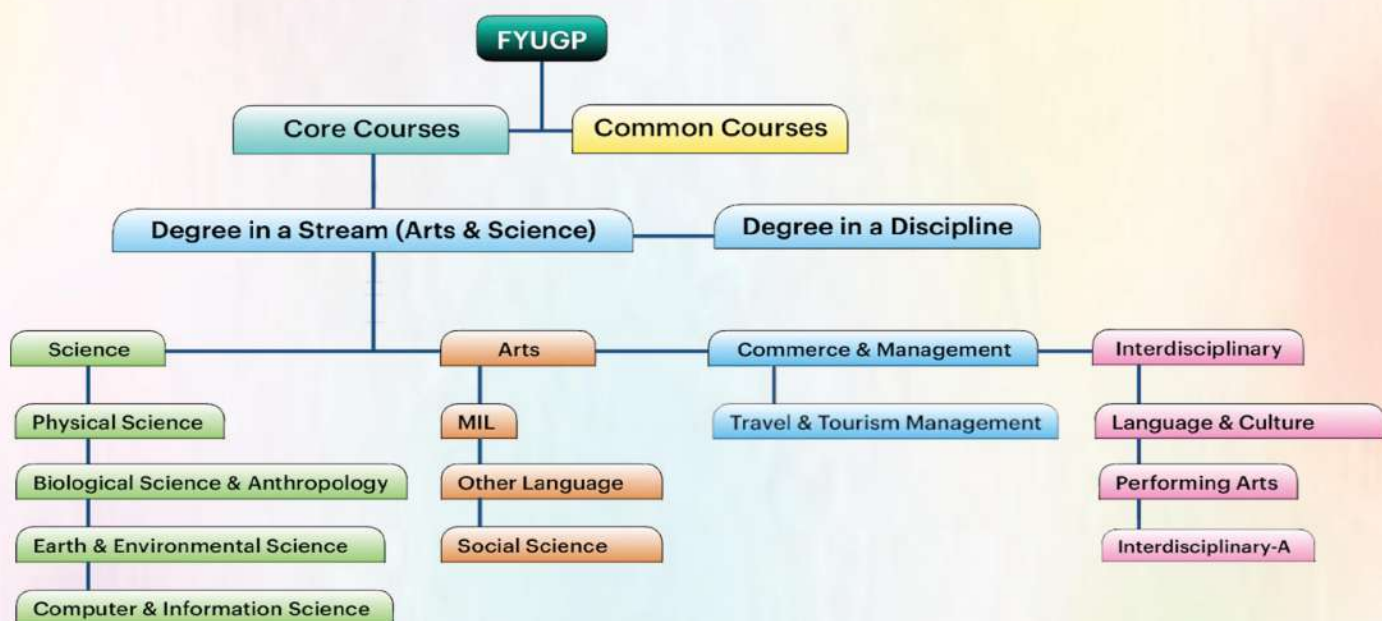 FYUGP
Core Courses
Common Courses
Degree in a Stream (Arts & Science)
Degree in a Discipline
Science
Arts
Commerce & Management
Interdisciplinary
Physical Science
MIL
Travel & Tourism Management
Language & Culture
Biological Science & Anthropology
Other Language
Performing Arts
Earth & Environmental Science
Social Science
Interdisciplinary-A
Computer & Information Science